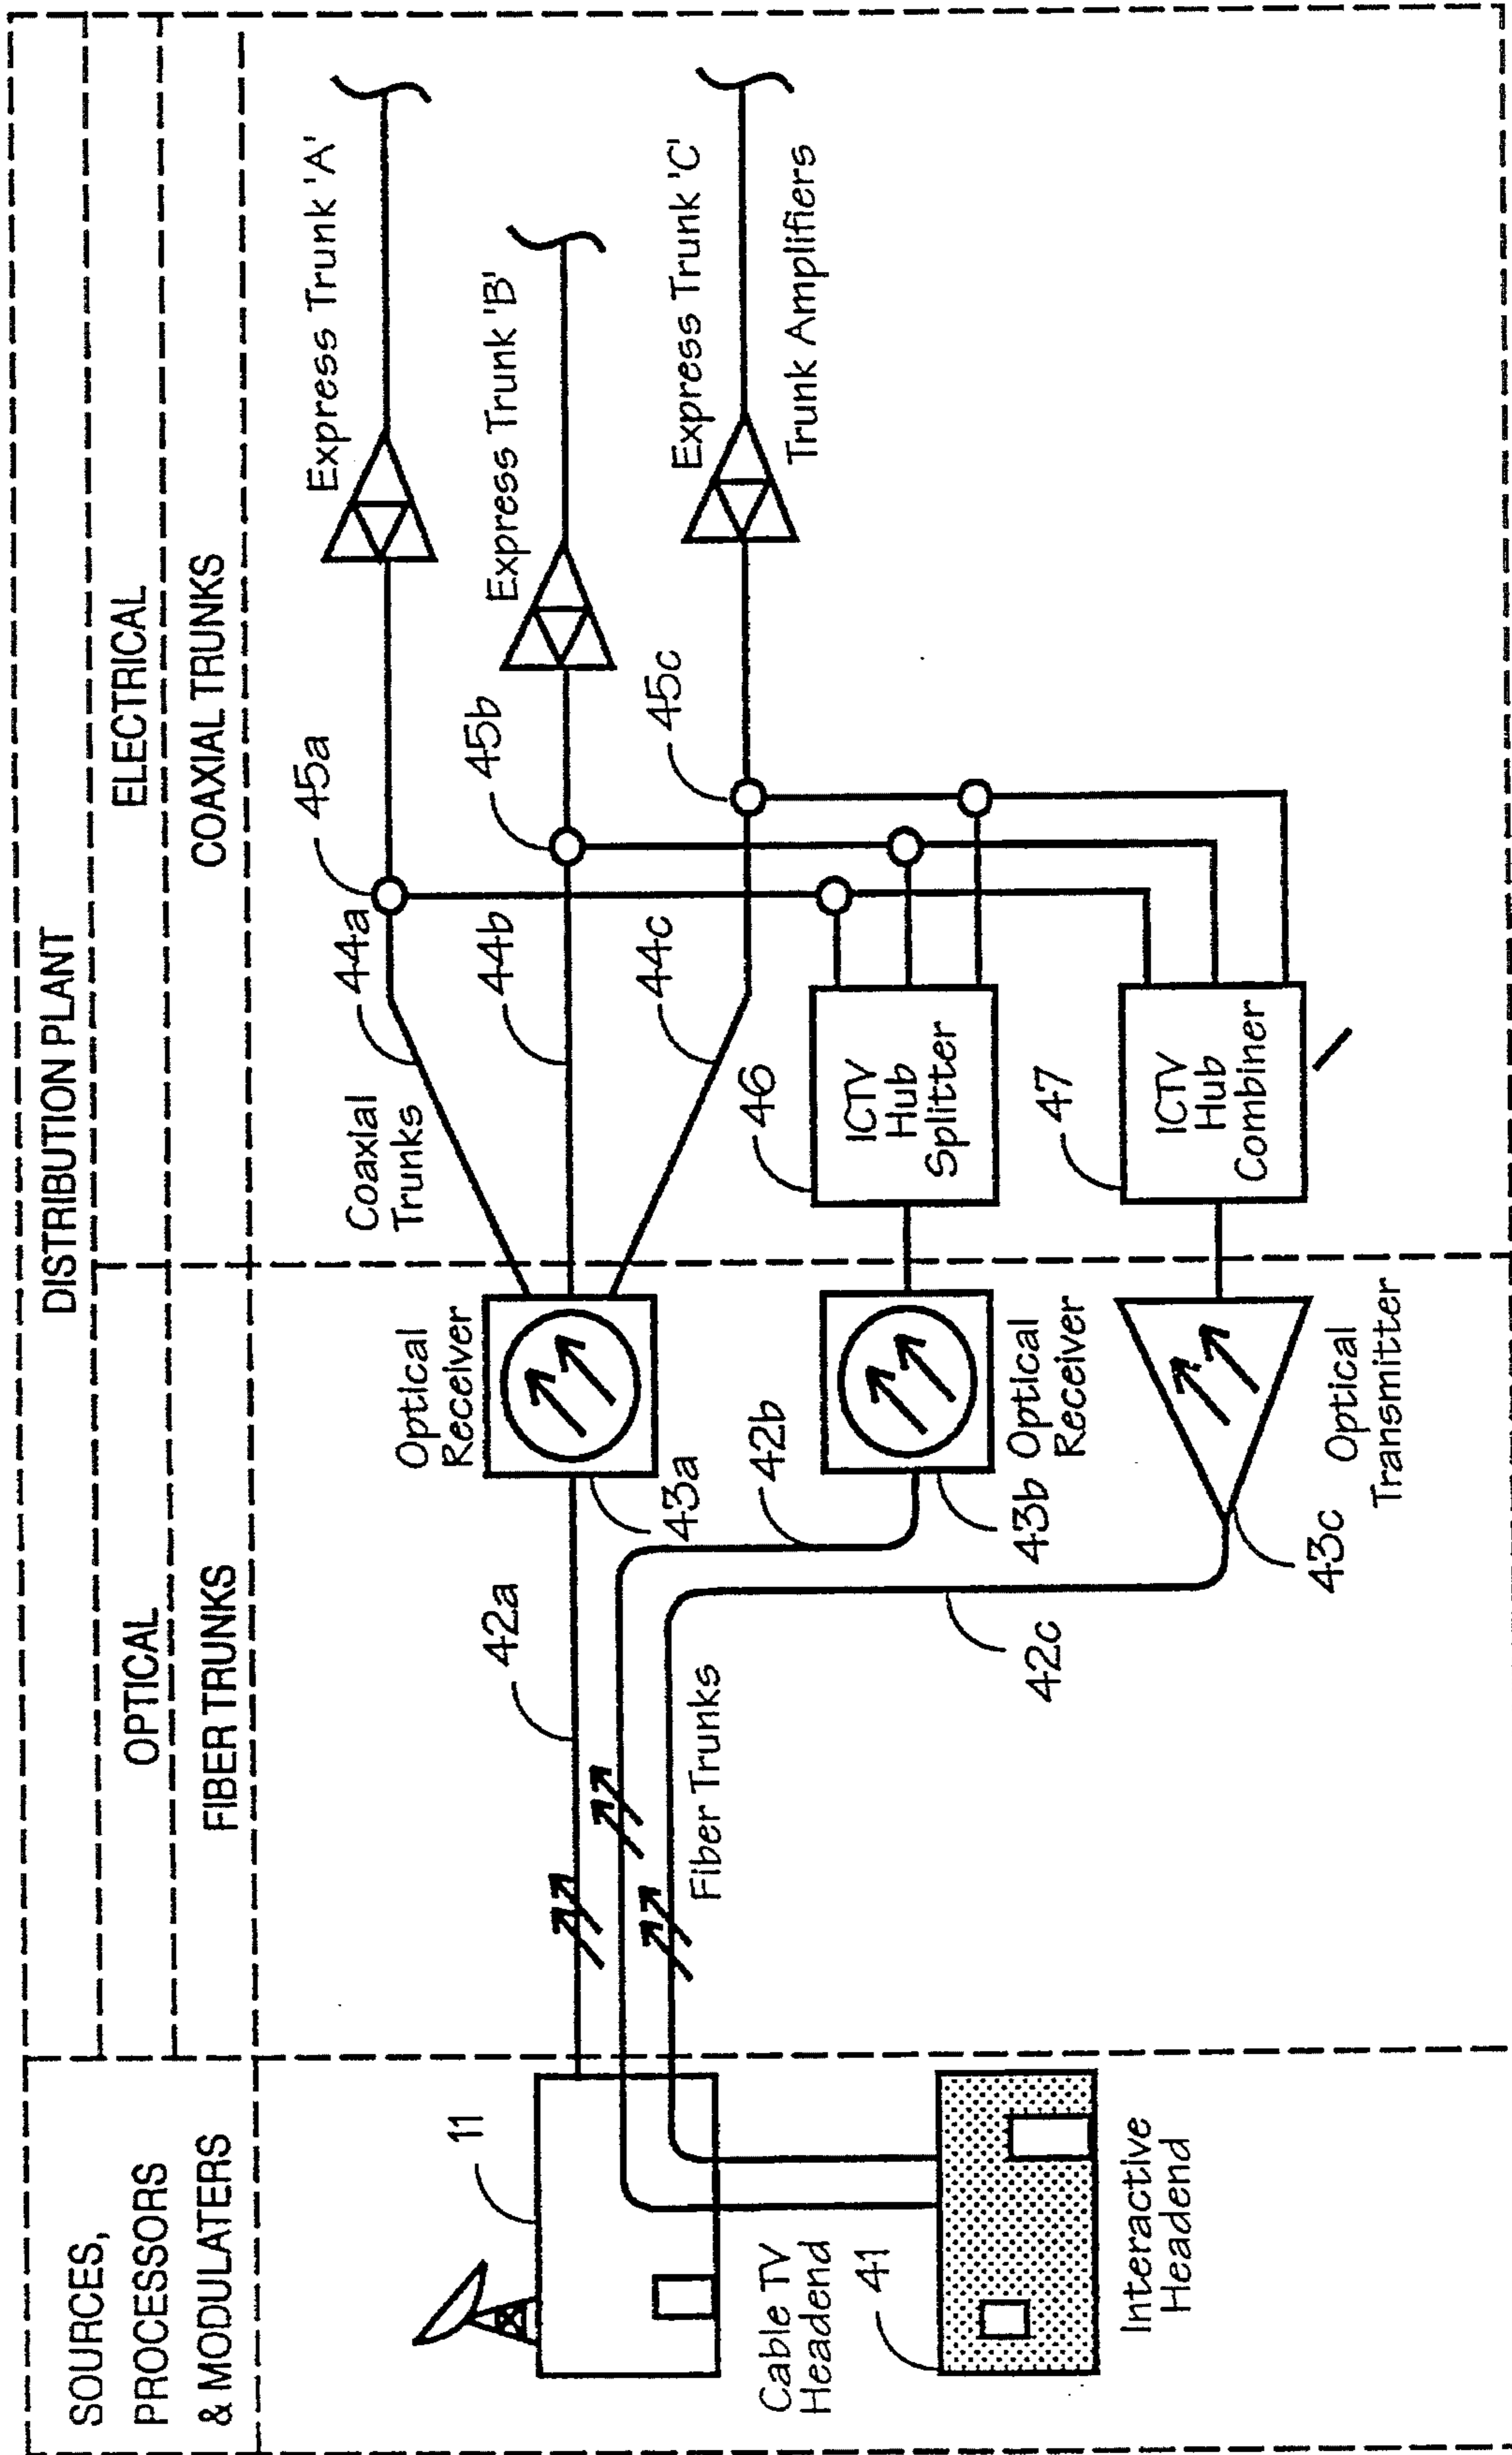 SOURCES,
PROCESSORS
& MODULATERS
DISTRIBUTION PLANT
OPTICAL
ELECTRICAL
FIBER TRUNKS
COAXIAL TRUNKS
11
Cable TV
Headend
41
Interactive
Headend
42a
Fiber Trunks
42b
42c
Optical
Receiver
43a
Optical
Receiver
43b
Optical
Transmitter
43c
Coaxial
Trunks
44a
44b
44c
45a
45b
45c
46
ICTV
Hub
Splitter
47
ICTV
Hub
Combiner
Express Trunk 'A'
Express Trunk 'B'
Express Trunk 'C'
Trunk Amplifiers